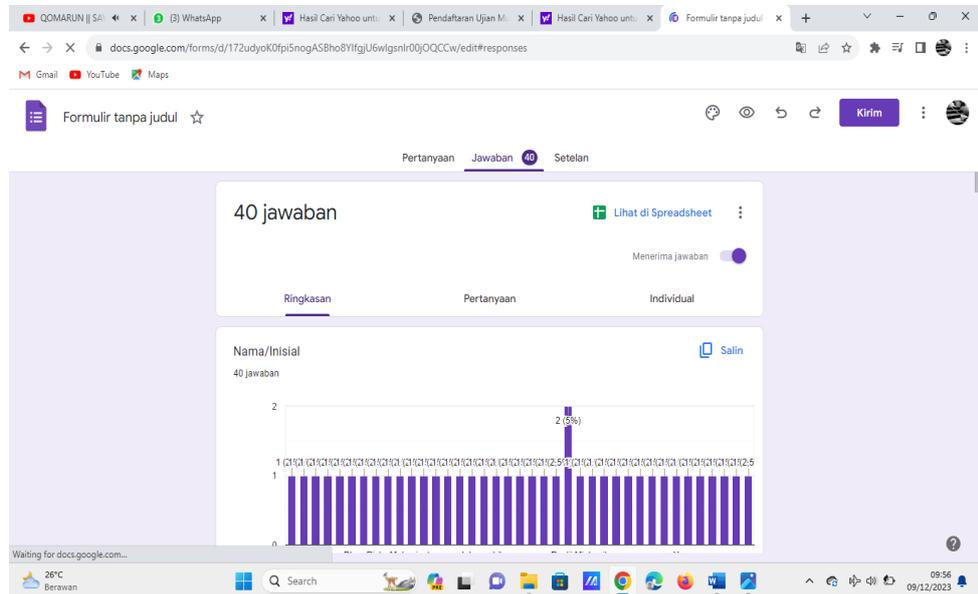 QOMARUN || SA
(3) WhatsApp
Hasil Cari Yahoo untu
Pendaftaran Ujian M
Hasil Cari Yahoo untu
Formulir tanpa judul
docs.google.com/forms/d/172udyoK0fpi5nogASBho8YlfgjU6wlgsnlr00jOQCCw/edit#responses
Gmail
YouTube
Maps
Formulir tanpa judul
Kirim
Pertanyaan
Jawaban 40
Setelan
40 jawaban
Lihat di Spreadsheet
Menerima jawaban
Ringkasan
Pertanyaan
Individual
Nama/Inisial
Salin
40 jawaban
2
2 (5%)
1
0
Waiting for docs.google.com...
26°C
Berawan
Search
09:56
09/12/2023